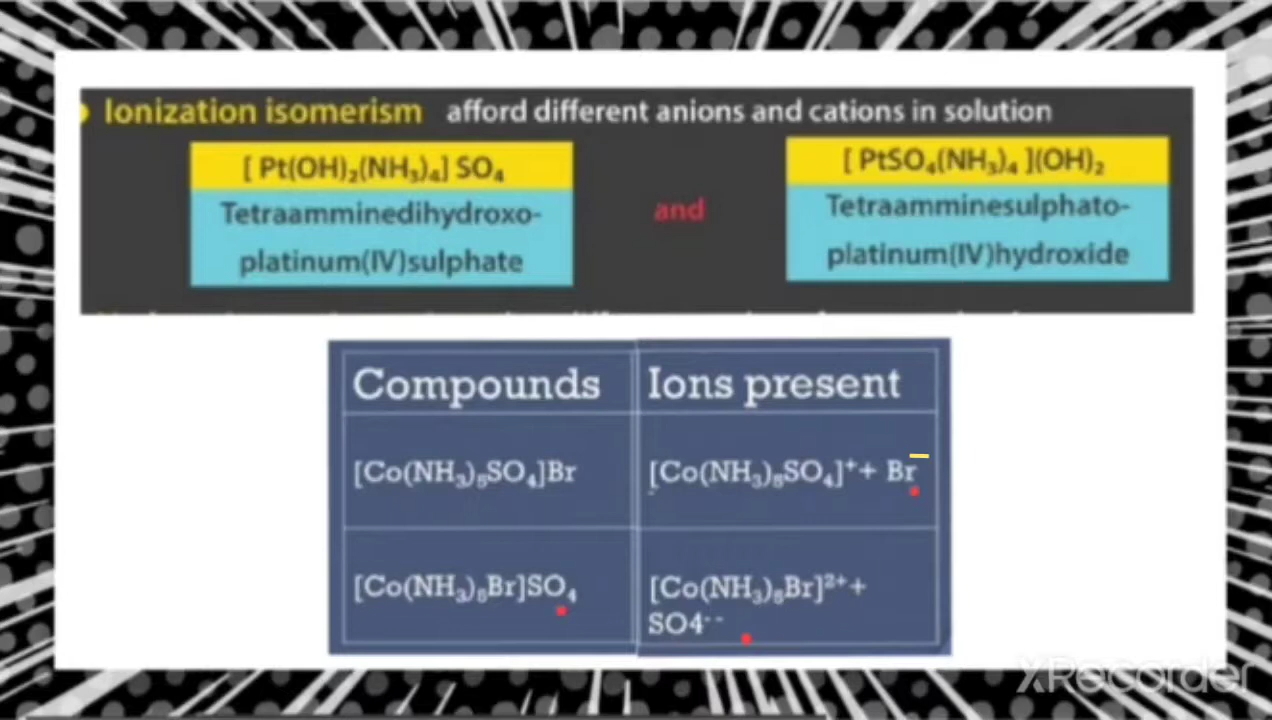 Ionization isomerism afford different anions and cations in solution
[ Pt(OH)₂(NH₃)₄] SO₄
Tetraamminedihydroxo-
platinum(IV)sulphate
and
[ PtSO₄(NH₃)₄ ](OH)₂
Tetraamminesulphato-
platinum(IV)hydroxide
Compounds
Ions present
[Co(NH₃)₅SO₄]Br
[Co(NH₃)₅SO₄]⁺+ Br⁻
[Co(NH₃)₅Br]SO₄
[Co(NH₃)₅Br]²⁺+
SO4⁻⁻
XRecorder